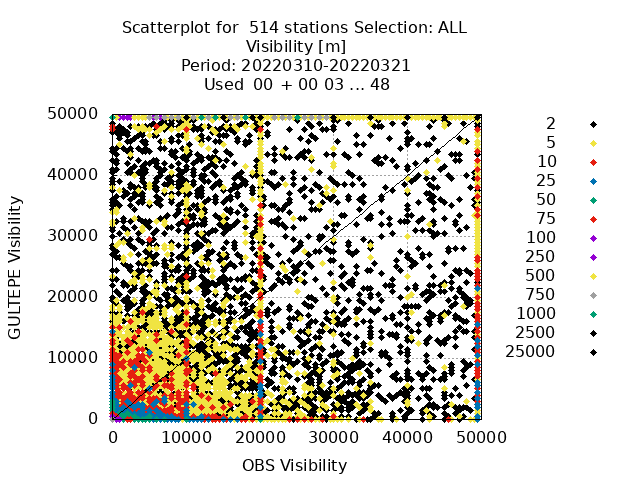 Scatterplot for  514 stations Selection: ALL
Visibility [m]
Period: 20220310-20220321
Used  00 + 00 03 ... 48
GULTEPE Visibility
50000
40000
30000
20000
10000
0
0 10000 20000 30000 40000 50000
OBS Visibility
2
5
10
25
50
75
100
250
500
750
1000
2500
25000